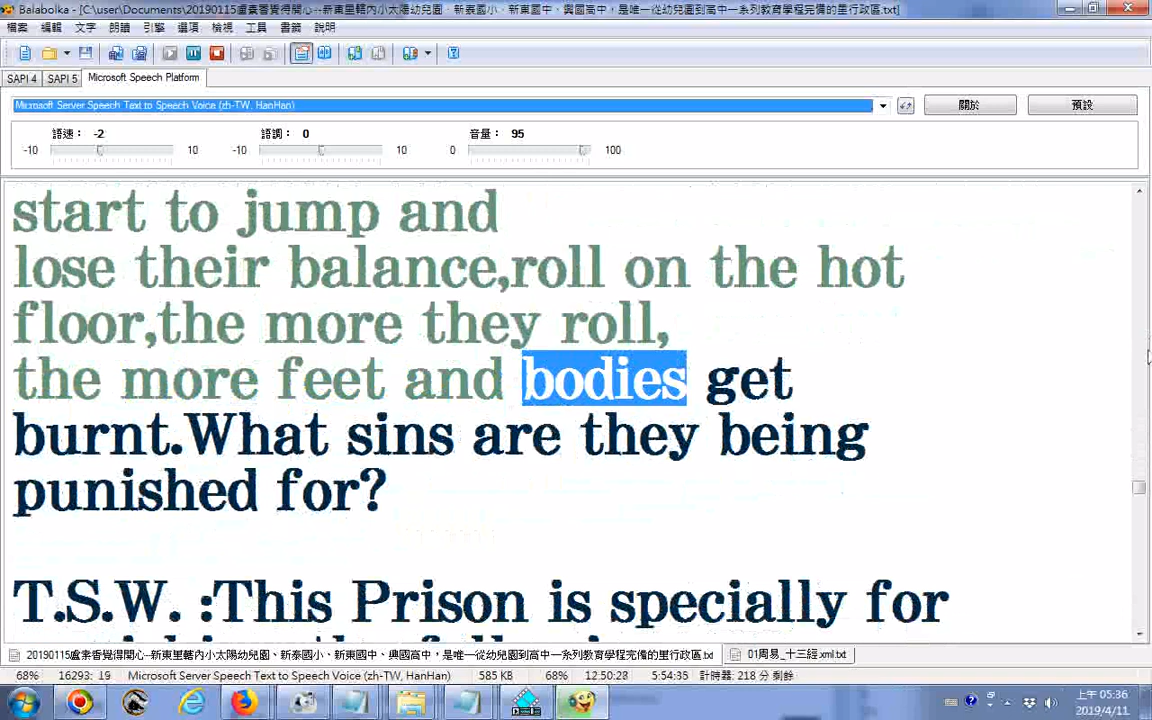 Balabolka - [C:\user\Documents\20190115盧素香覺得開心--新東里轄內小太陽幼兒園、新泰國小、新東國中、興國高中，是唯一從幼兒園到高中一系列教育學程完備的里行政區.txt]
檔案 編輯 文字 朗讀 引擎 選項 檢視 工具 書籤 說明
SAPI 4 SAPI 5 Microsoft Speech Platform
Microsoft Server Speech Text to Speech Voice (zh-TW, HanHan) 關於 預設
語速： -2 語調： 0 音量： 95
-10 10 -10 10 0 100
start to jump and
lose their balance,roll on the hot
floor,the more they roll,
the more feet and bodies get
burnt.What sins are they being
punished for?
T.S.W. :This Prison is specially for
20190115盧素香覺得開心--新東里轄內小太陽幼兒園、新泰國小、新東國中、興國高中，是唯一從幼兒園到高中一系列教育學程完備的里行政區.txt 01周易_十三經.xml.txt
68% 16293: 19 Microsoft Server Speech Text to Speech Voice (zh-TW, HanHan) 585 KB 68% 12:50:28 5:54:35 計時器: 218 分 剩餘
上午 05:36
2019/4/11